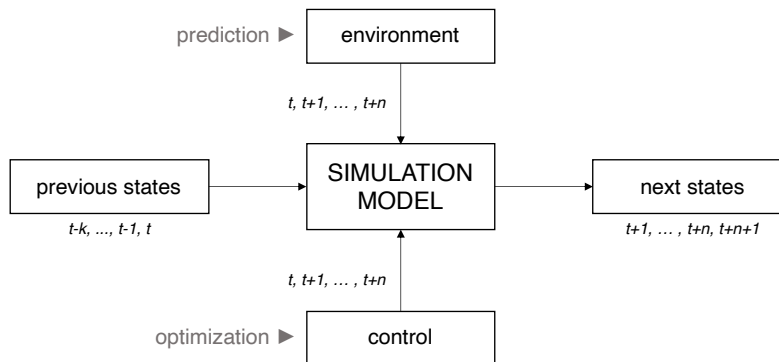 prediction ► environment
t, t+1, … , t+n
previous states
SIMULATION
MODEL
next states
t-k, ..., t-1, t
t+1, … , t+n, t+n+1
t, t+1, … , t+n
optimization ► control